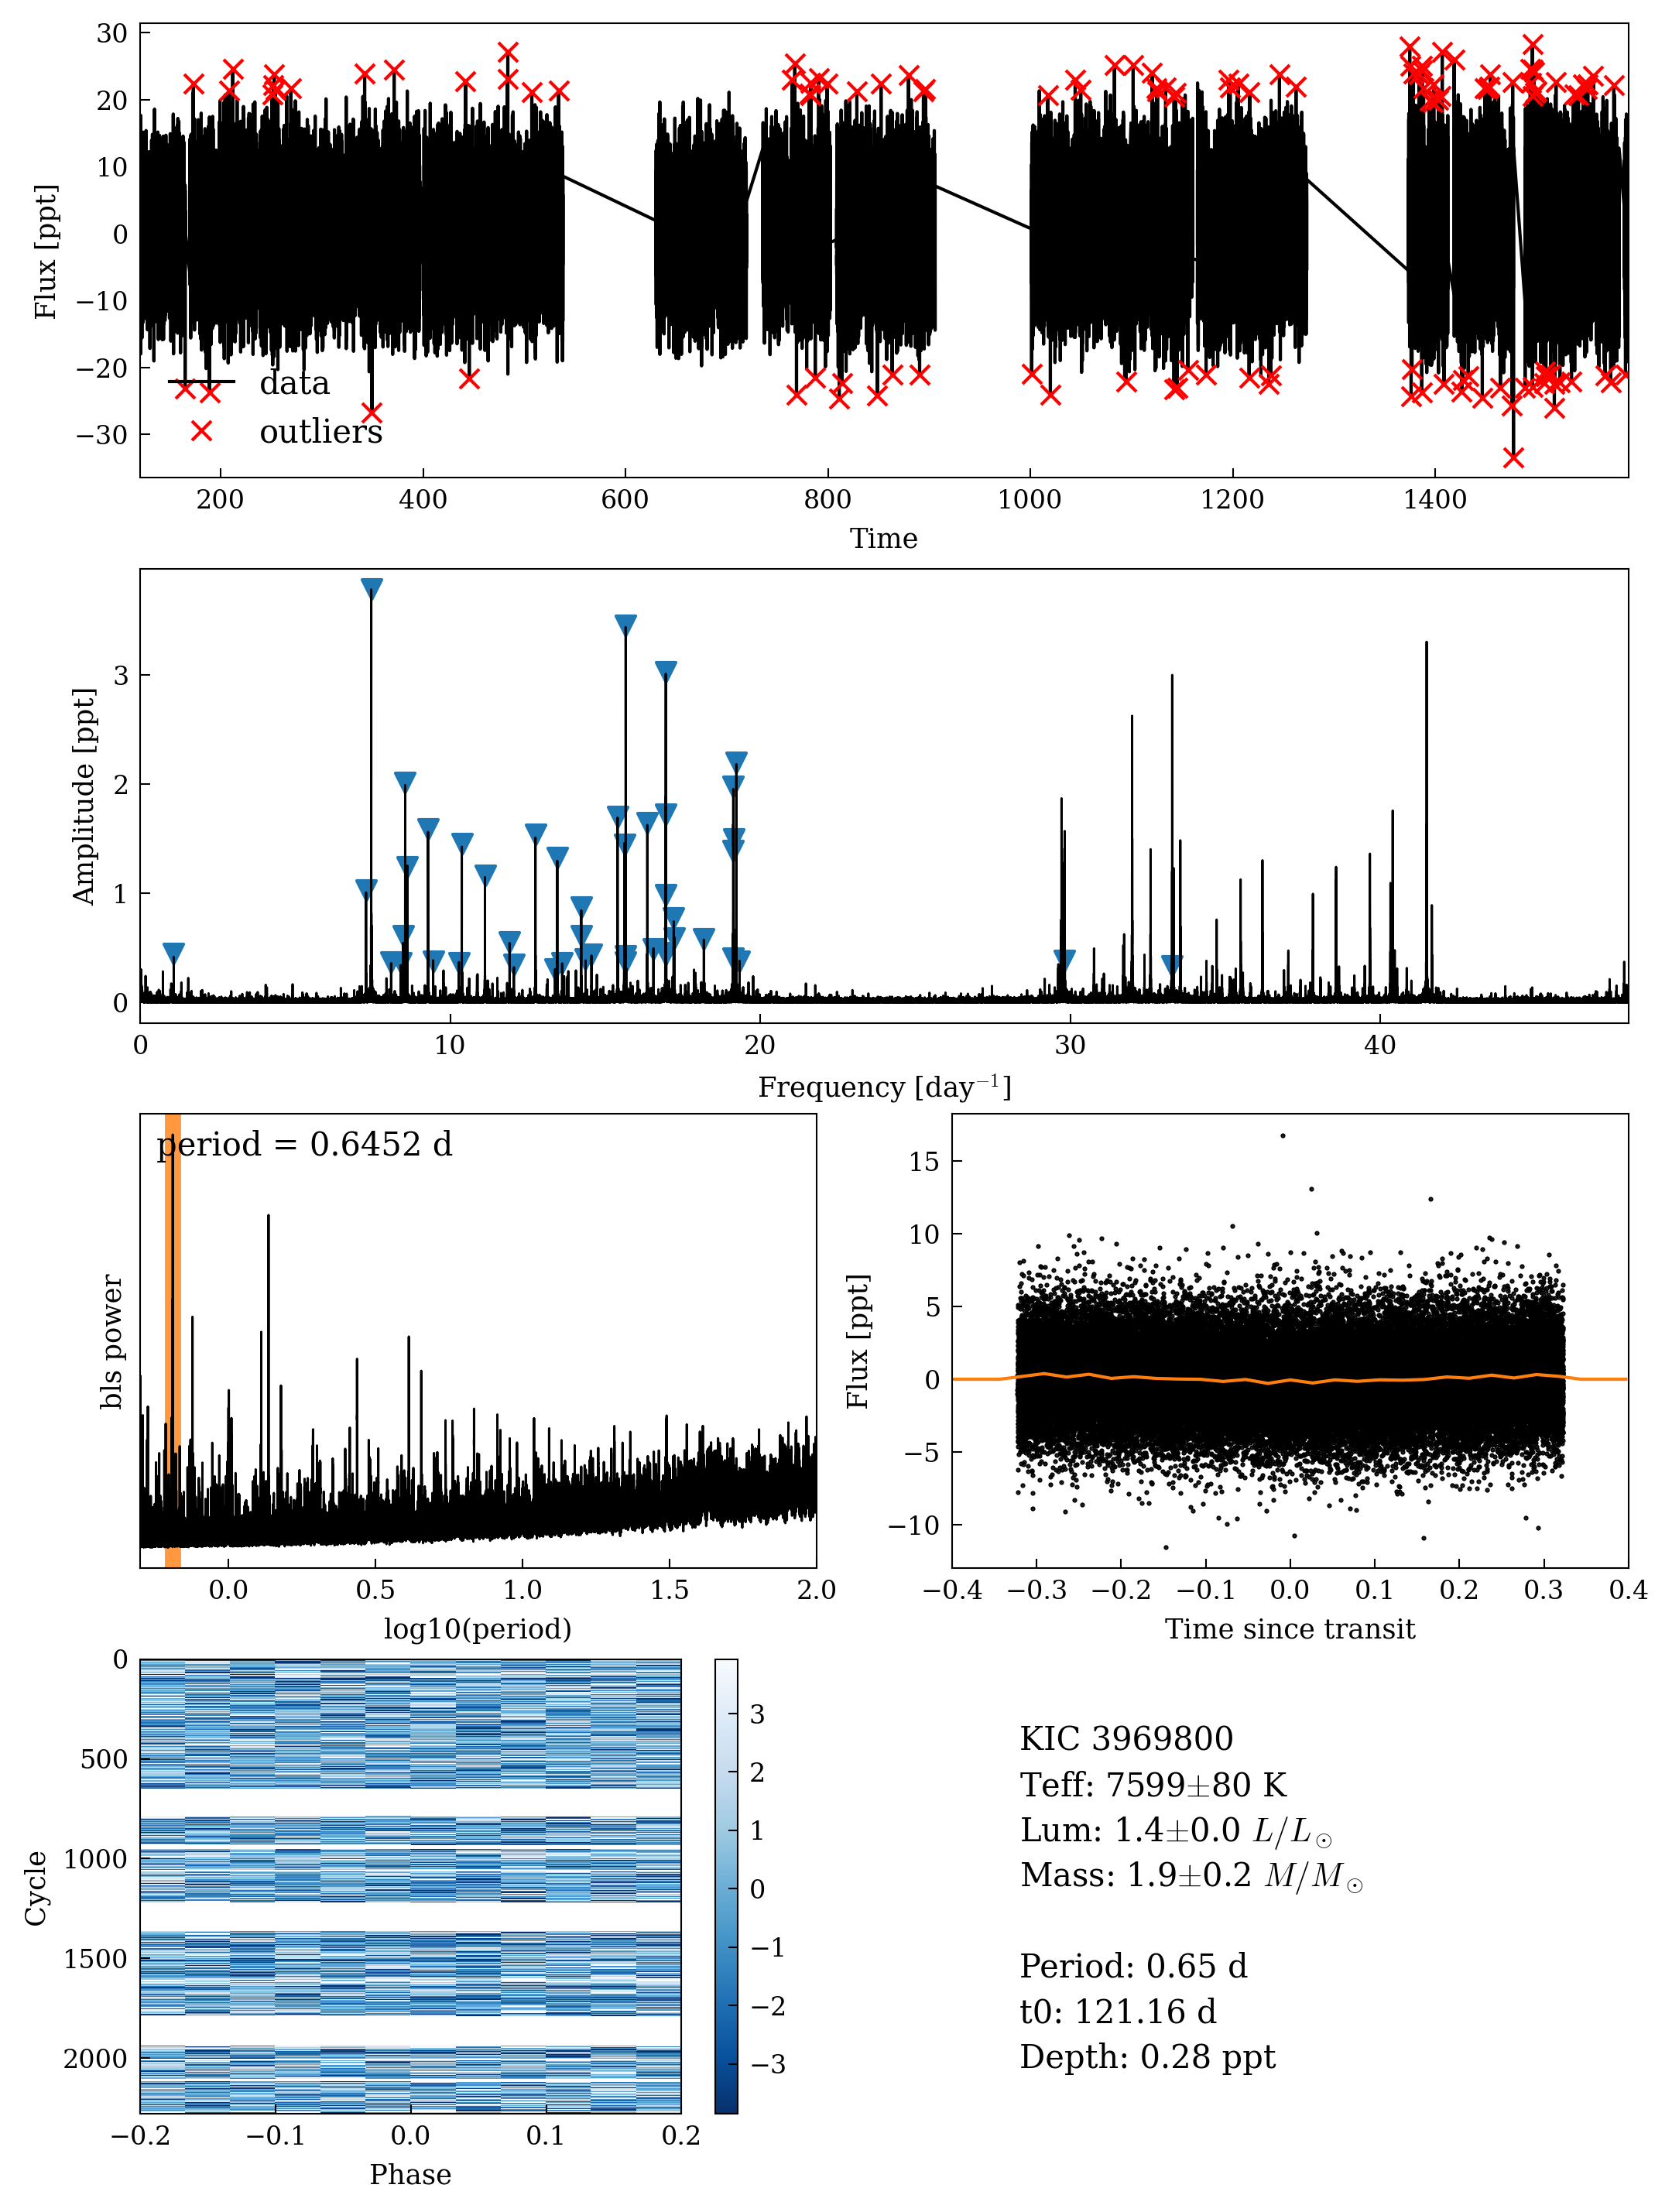 30
20
10
0
−10
−20
−30
Flux [ppt]
data
outliers
200 400 600 800 1000 1200 1400
Time
3
2
1
0
Amplitude [ppt]
0 10 20 30 40
Frequency [day⁻¹]
period = 0.6452 d
bls power
0.0 0.5 1.0 1.5 2.0
log10(period)
15
10
5
0
−5
−10
Flux [ppt]
−0.4 −0.3 −0.2 −0.1 0.0 0.1 0.2 0.3 0.4
Time since transit
0
500
1000
1500
2000
Cycle
−0.2 −0.1 0.0 0.1 0.2
Phase
3
2
1
0
−1
−2
−3
KIC 3969800
Teff: 7599±80 K
Lum: 1.4±0.0 L/L⊙
Mass: 1.9±0.2 M/M⊙
Period: 0.65 d
t0: 121.16 d
Depth: 0.28 ppt